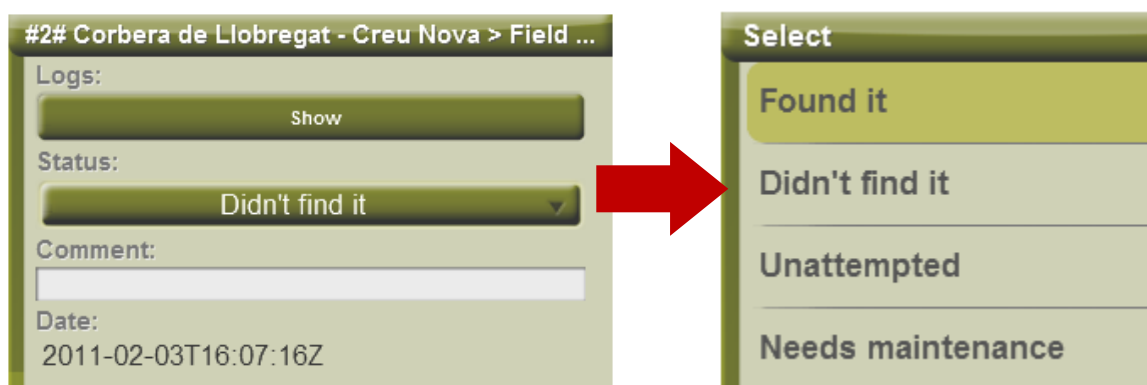 #2# Corbera de Llobregat - Creu Nova > Field ...
Logs:
Show
Status:
Didn't find it
Comment:
Date:
2011-02-03T16:07:16Z
Select
Found it
Didn't find it
Unattempted
Needs maintenance